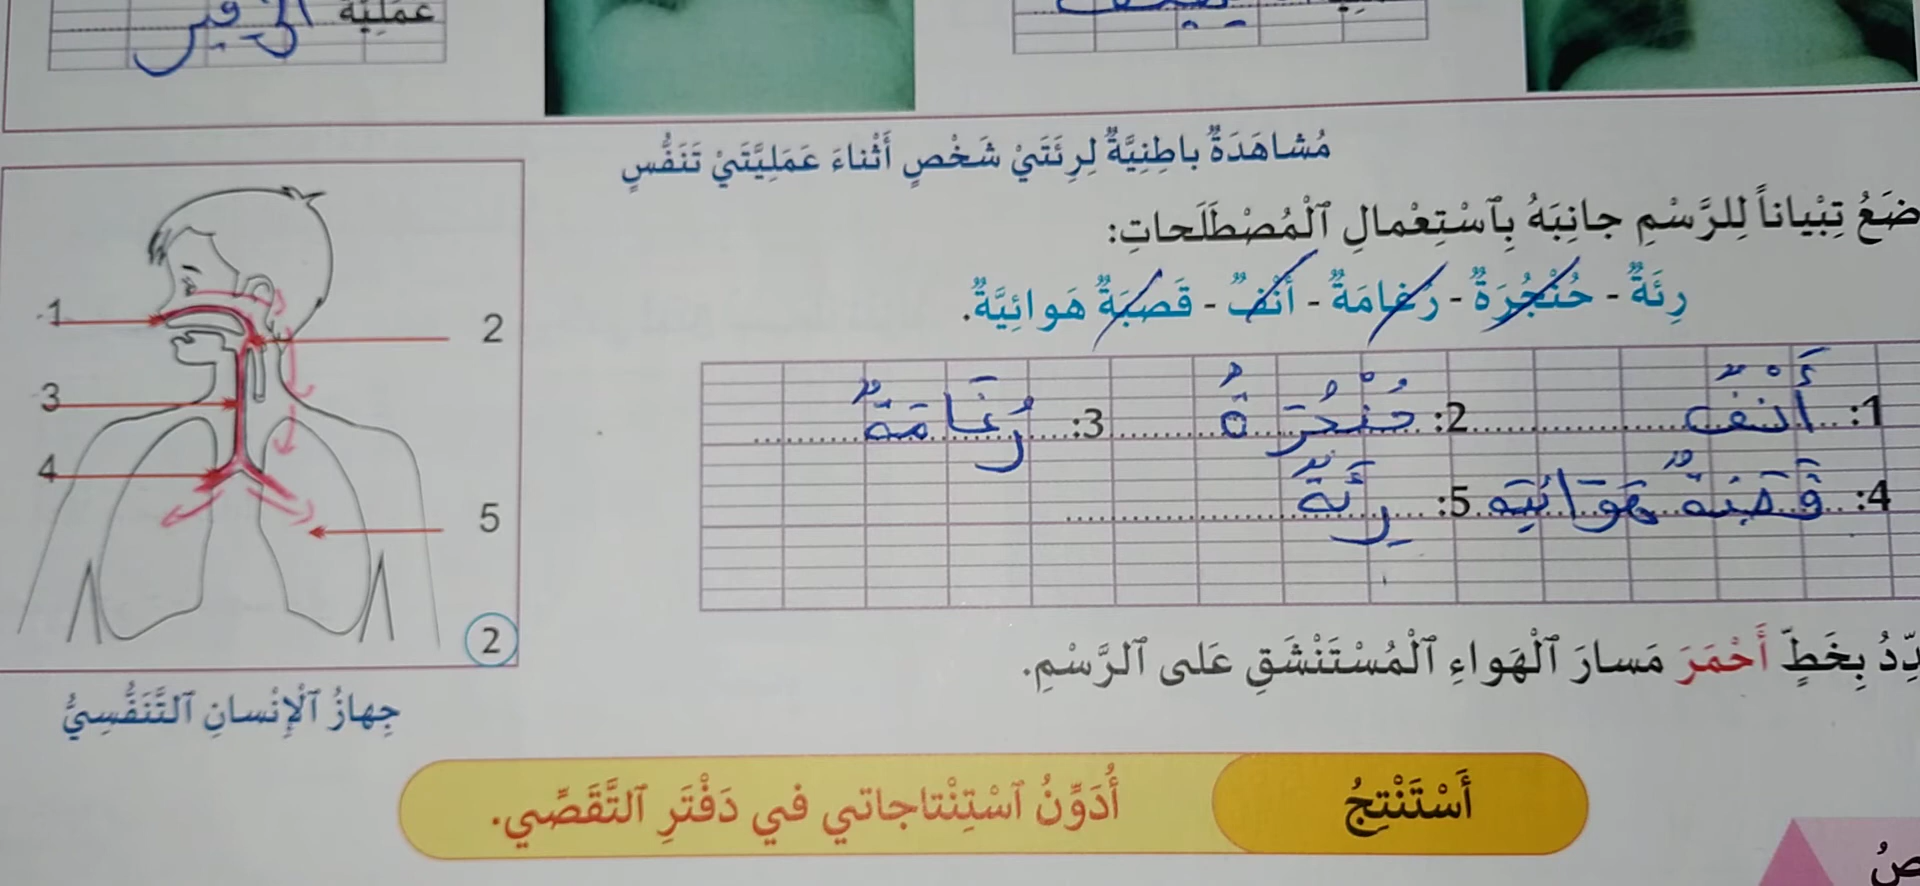 عَمَلِيَّةُ
مُشاهَدَةٌ باطِنِيَّةٌ لِرِئَتَيْ شَخْصٍ أَثْناءَ عَمَلِيَّتَيْ تَنَفُّسٍ
ضَعُ تِبْياناً لِلرَّسْمِ جانِبَهُ بِٱسْتِعْمالِ ٱلْمُصْطَلَحاتِ:
رِئَةٌ - حُنْجُرَةٌ - رُغامَةٌ - أَنْفٌ - قَصَبَةٌ هَوائِيَّةٌ.
1: أَنْفٌ 2: حُنْجُرَةٌ 3: رُغَامَةٌ
4: قَصَبَةٌ هَوَائِيَة 5: رِئَةٌ
1
2
3
4
5
2
جِهازُ ٱلْإِنْسانِ ٱلتَّنَفُّسِيُّ
دِّدُ بِخَطٍّ أَحْمَرَ مَسارَ ٱلْهَواءِ ٱلْمُسْتَنْشَقِ عَلى ٱلرَّسْمِ.
أَسْتَنْتِجُ
أُدَوِّنُ ٱسْتِنْتاجاتي في دَفْتَرِ ٱلتَّقَصّي.